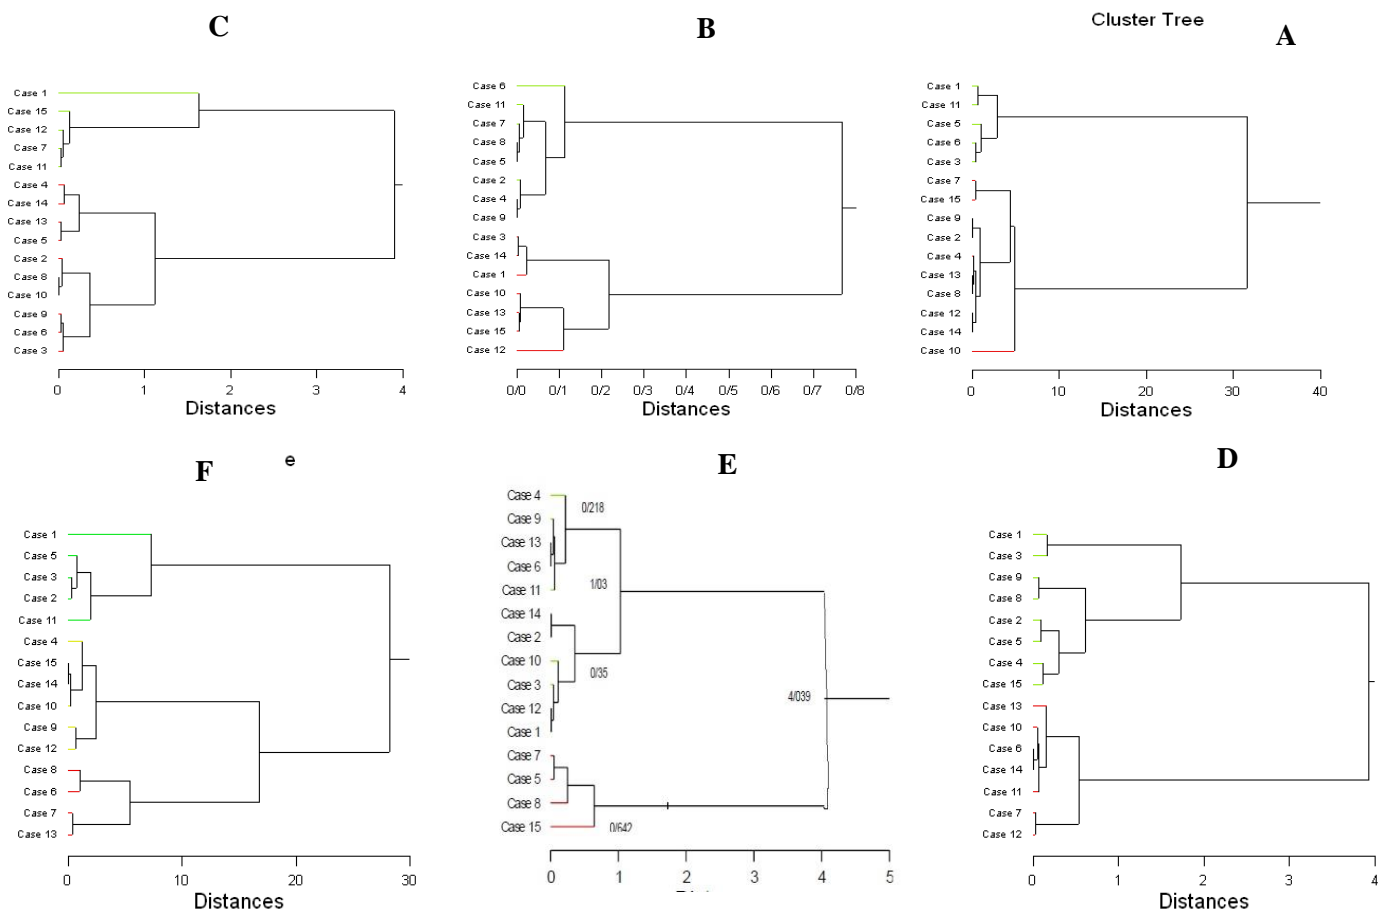 Cluster Tree
C
B
A
Case 1
Case 15
Case 12
Case 7
Case 11
Case 4
Case 14
Case 13
Case 5
Case 2
Case 8
Case 10
Case 9
Case 6
Case 3
0 1 2 3 4
Distances
Case 6
Case 11
Case 7
Case 8
Case 5
Case 2
Case 4
Case 9
Case 3
Case 14
Case 1
Case 10
Case 13
Case 15
Case 12
0/0 0/1 0/2 0/3 0/4 0/5 0/6 0/7 0/8
Distances
Case 1
Case 11
Case 5
Case 6
Case 3
Case 7
Case 15
Case 9
Case 2
Case 4
Case 13
Case 8
Case 12
Case 14
Case 10
0 10 20 30 40
Distances
F
e
E
D
Case 1
Case 5
Case 3
Case 2
Case 11
Case 4
Case 15
Case 14
Case 10
Case 9
Case 12
Case 8
Case 6
Case 7
Case 13
0 10 20 30
Distances
Case 4
0/218
Case 9
Case 13
Case 6
1/03
Case 11
Case 14
Case 2
Case 10
0/35
Case 3
4/039
Case 12
Case 1
Case 7
Case 5
Case 8
Case 15
0/642
0 1 2 3 4 5
Case 1
Case 3
Case 9
Case 8
Case 2
Case 5
Case 4
Case 15
Case 13
Case 10
Case 6
Case 14
Case 11
Case 7
Case 12
0 1 2 3 4
Distances